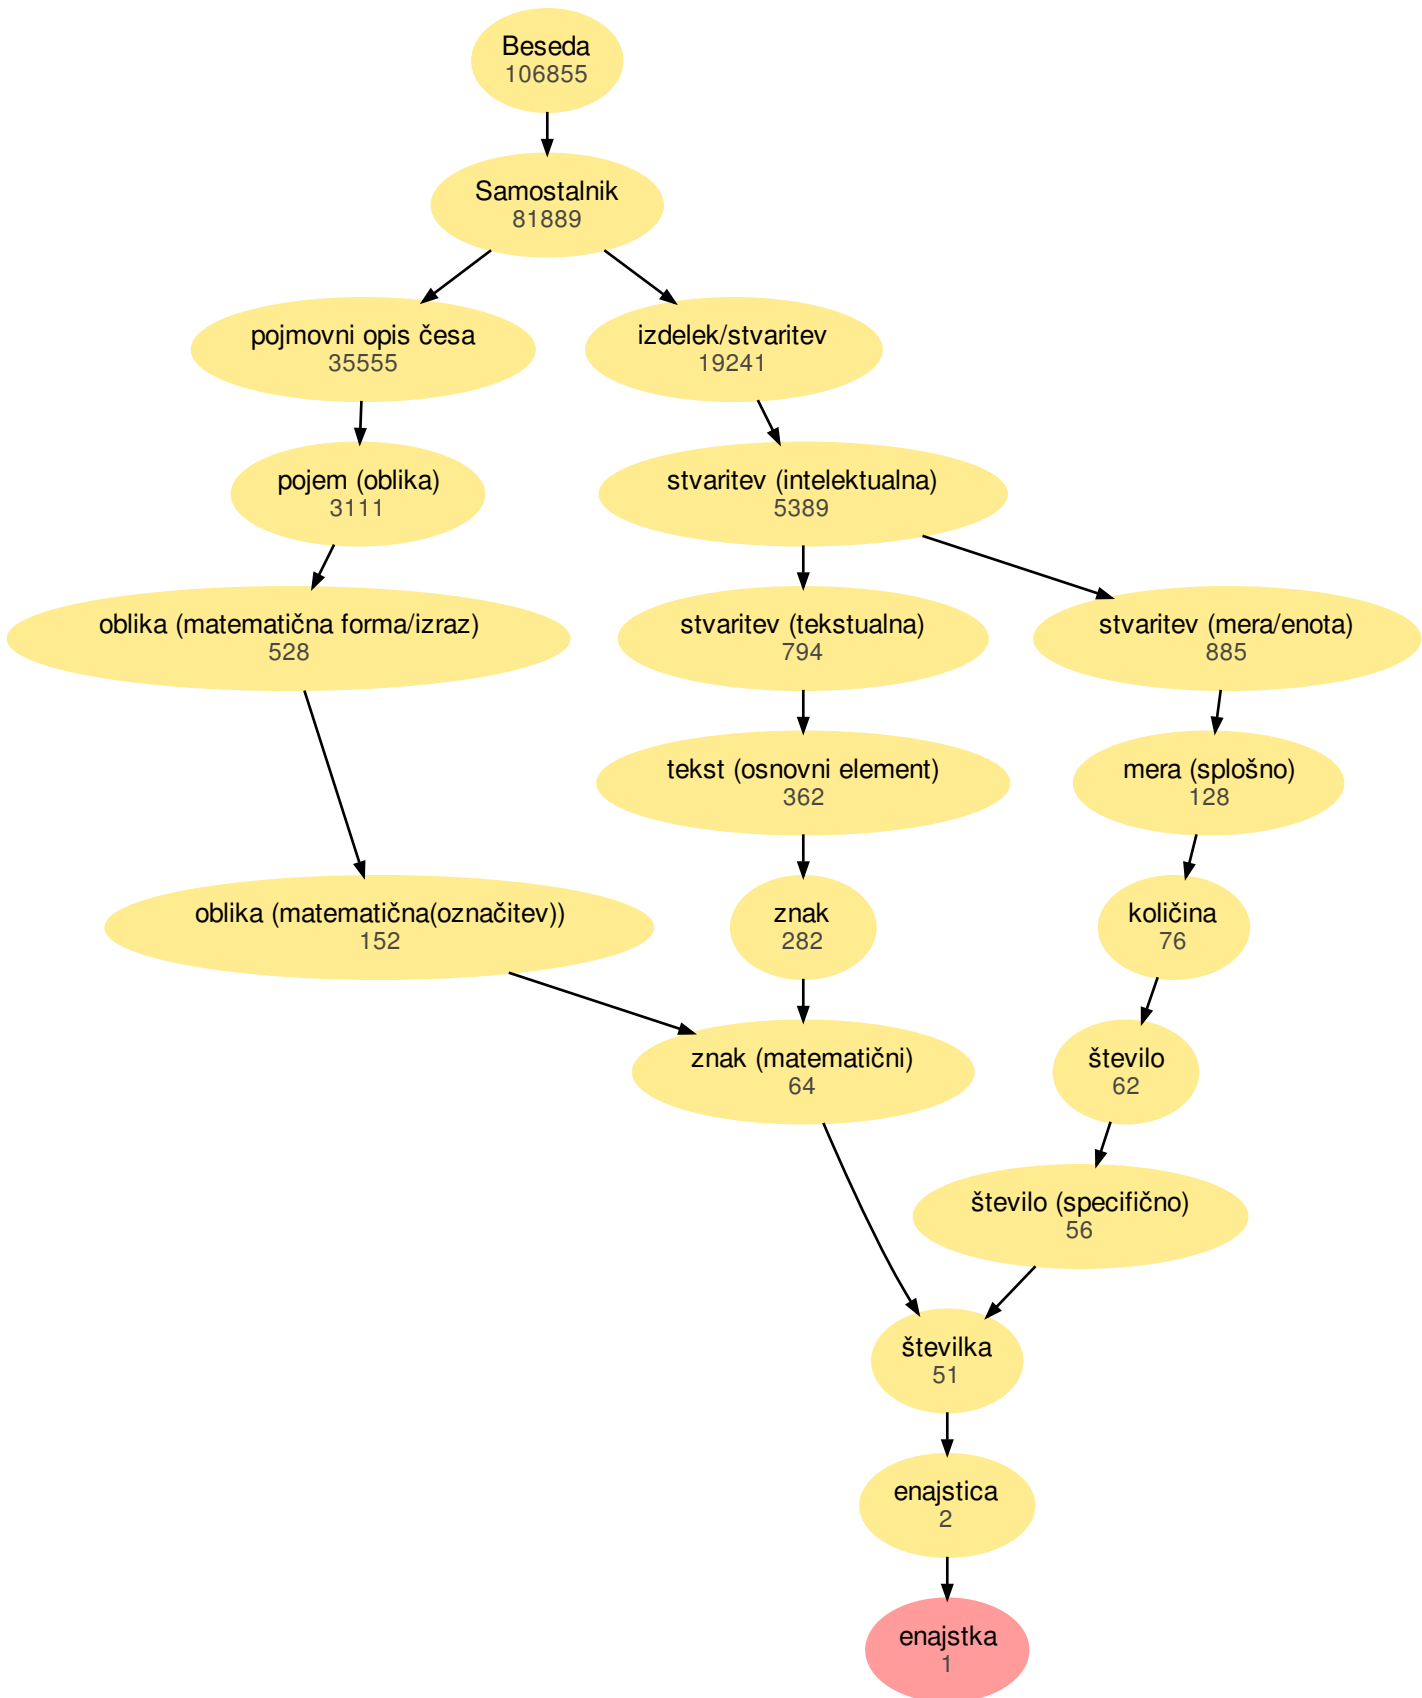 Beseda
106855
Samostalnik
81889
pojmovni opis česa
35555
izdelek/stvaritev
19241
pojem (oblika)
3111
stvaritev (intelektualna)
5389
oblika (matematična forma/izraz)
528
stvaritev (tekstualna)
794
stvaritev (mera/enota)
885
tekst (osnovni element)
362
mera (splošno)
128
oblika (matematična(označitev))
152
znak
282
količina
76
znak (matematični)
64
število
62
število (specifično)
56
številka
51
enajstica
2
enajstka
1